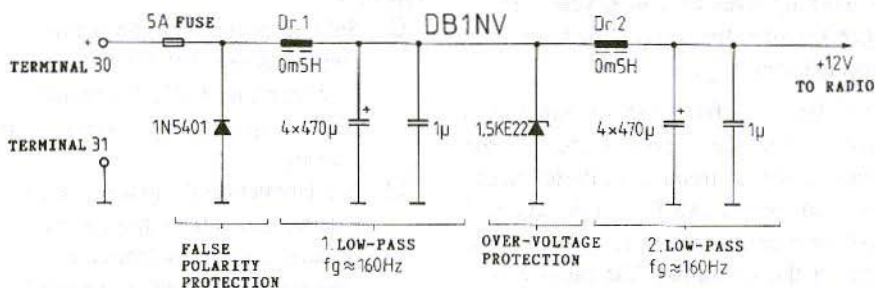 5A FUSE
Dr.1
DB1NV
Dr.2
+
TERMINAL 30
0m5H
0m5H
+12V
TO RADIO
TERMINAL 31
1N5401
4×470µ
+
1µ
1,5KE22
4×470µ
+
1µ
FALSE
POLARITY
PROTECTION
1.LOW-PASS
fg≈160Hz
OVER-VOLTAGE
PROTECTION
2.LOW-PASS
fg≈160Hz